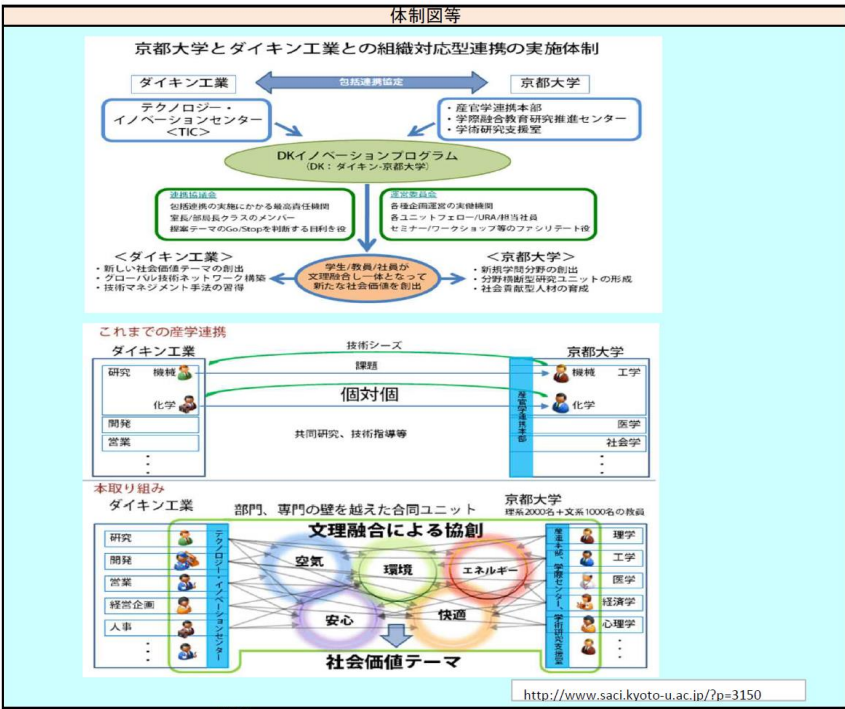 体制図等
京都大学とダイキン工業との組織対応型連携の実施体制
ダイキン工業
包括連携協定
京都大学
テクノロジー・
イノベーションセンター
<TIC>
・産官学連携本部
・学際融合教育研究推進センター
・学術研究支援室
DKイノベーションプログラム
(DK：ダイキン-京都大学)
連携協議会
包括連携の実施にかかる最高責任機関
室長/部局長クラスのメンバー
提案テーマのGo/Stopを判断する目利き役
運営委員会
各種企画運営の実働機関
各ユニットフェロー/URA/担当社員
セミナー/ワークショップ等のファシリテート役
＜ダイキン工業＞
・新しい社会価値テーマの創出
・グローバル技術ネットワーク構築
・技術マネジメント手法の習得
学生/教員/社員が
文理融合し一体となって
新たな社会価値を創出
＜京都大学＞
・新規学問分野の創出
・分野横断型研究ユニットの形成
・社会貢献型人材の育成
これまでの産学連携
ダイキン工業
技術シーズ
京都大学
研究 機械
課題
機械 工学
化学
個対個
化学
産官学連携本部
開発
営業
共同研究、技術指導等
医学
社会学
本取り組み
ダイキン工業
部門、専門の壁を越えた合同ユニット
京都大学
理系2000名＋文系1000名の教員
文理融合による協創
研究
開発
営業
経営企画
人事
テクノロジー・イノベーションセンター
空気
環境
エネルギー
安心
快適
産連本部、学際センター、学術研究支援室
理学
工学
医学
経済学
心理学
社会価値テーマ
http://www.saci.kyoto-u.ac.jp/?p=3150